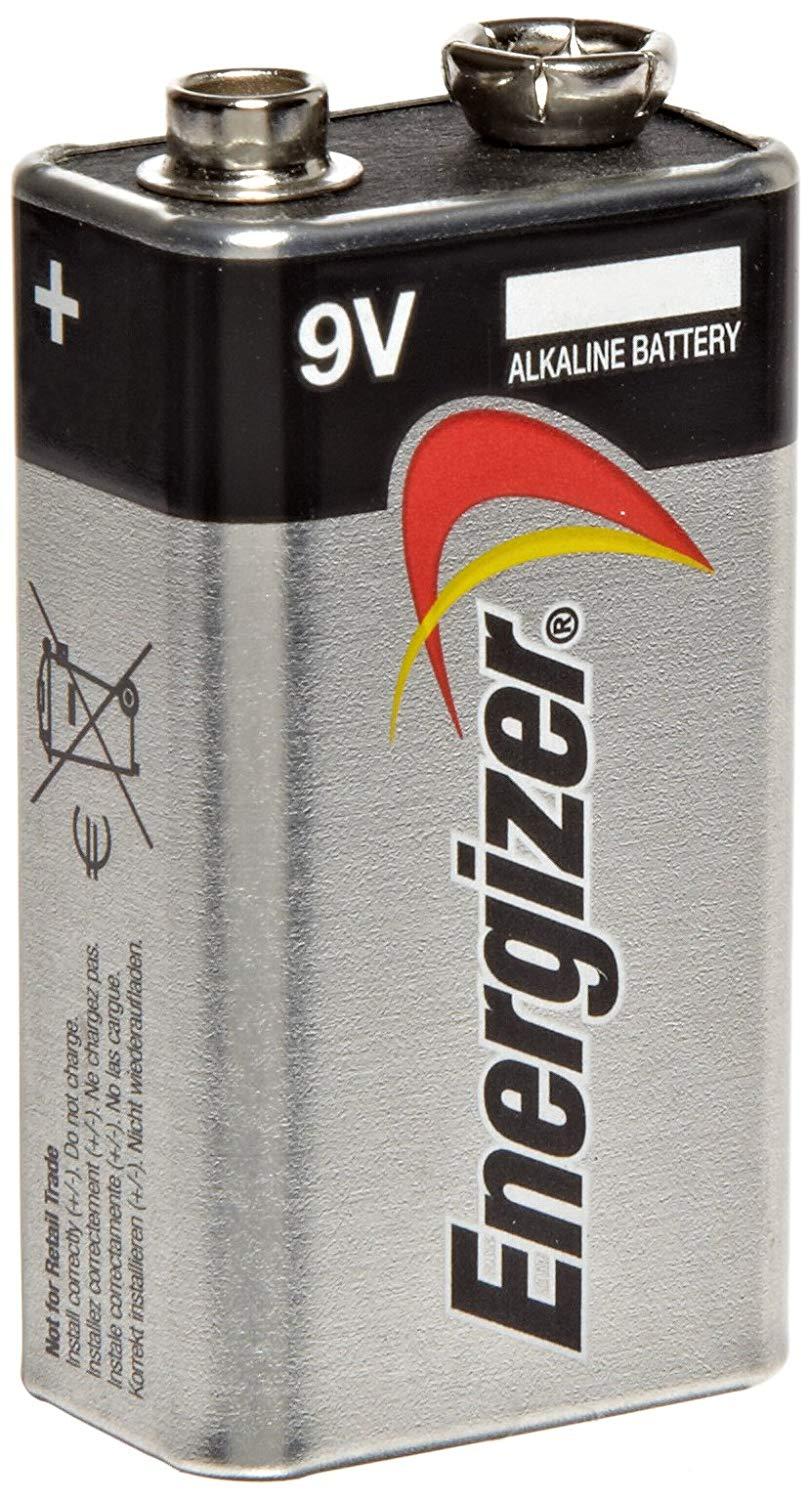 +
9V
ALKALINE BATTERY
Energizer®
€
Not for Retail Trade
Install correctly (+/-). Do not charge.
Installez correctement (+/-). Ne chargez pas.
Instale correctamente (+/-). No las cargue.
Korrekt installieren (+/-). Nicht wiederaufladen.